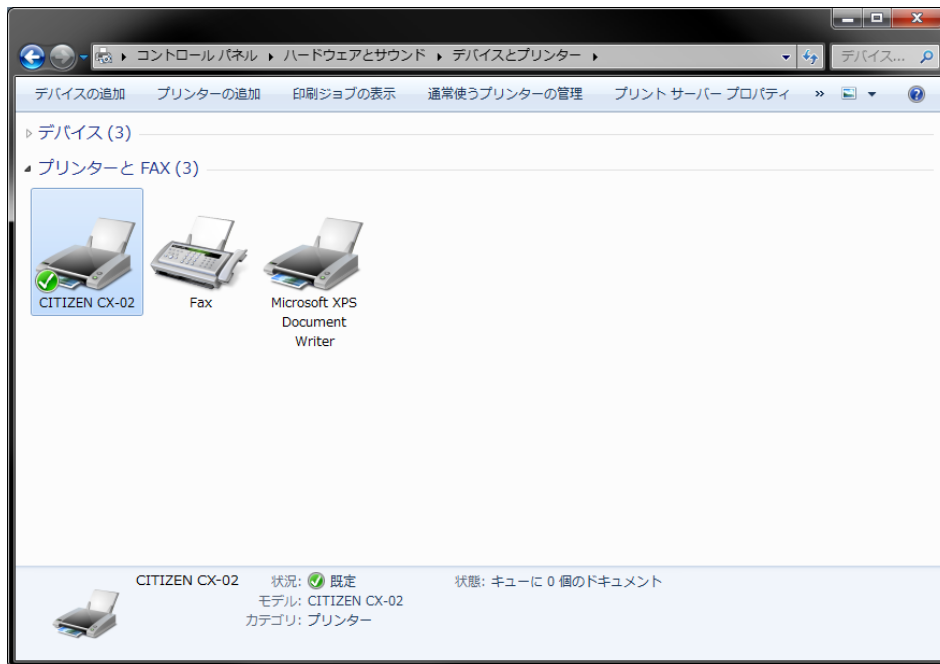 コントロール パネル ▸ ハードウェアとサウンド ▸ デバイスとプリンター ▸
デバイス...
デバイスの追加 プリンターの追加 印刷ジョブの表示 通常使うプリンターの管理 プリント サーバー プロパティ »
デバイス (3)
プリンターと FAX (3)
CITIZEN CX-02
Fax
Microsoft XPS
Document
Writer
CITIZEN CX-02 状況: 既定 状態: キューに 0 個のドキュメント
モデル: CITIZEN CX-02
カテゴリ: プリンター